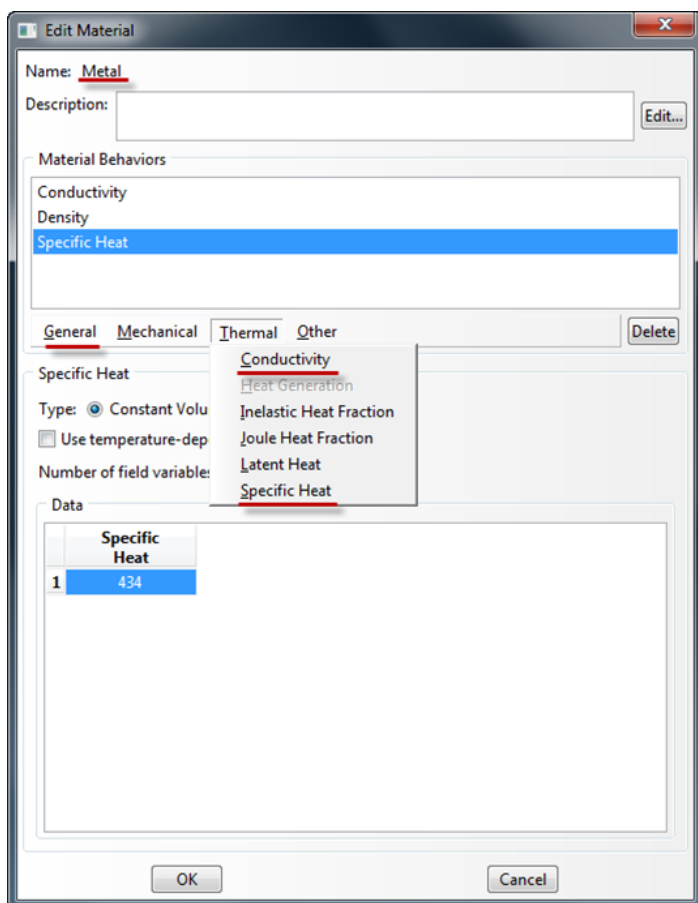 Edit Material
Name: Metal
Description:
Edit...
Material Behaviors
Conductivity
Density
Specific Heat
General Mechanical Thermal Other Delete
Conductivity
Heat Generation
Inelastic Heat Fraction
Joule Heat Fraction
Latent Heat
Specific Heat
Specific Heat
Type: Constant Volu
Use temperature-dep
Number of field variables
Data
Specific
Heat
1 434
OK Cancel